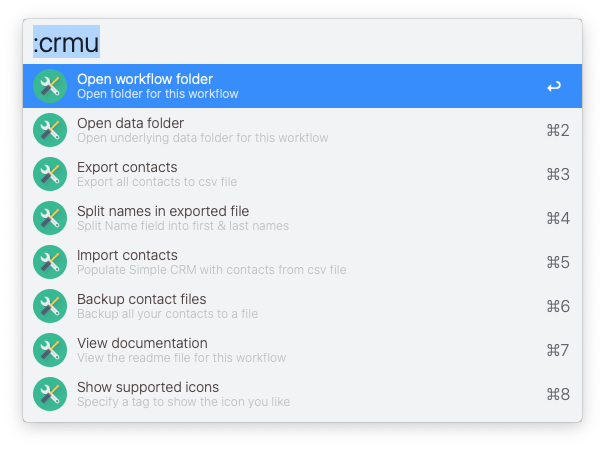 :crmu
Open workflow folder
Open folder for this workflow
↩
Open data folder
Open underlying data folder for this workflow
⌘2
Export contacts
Export all contacts to csv file
⌘3
Split names in exported file
Split Name field into first & last names
⌘4
Import contacts
Populate Simple CRM with contacts from csv file
⌘5
Backup contact files
Backup all your contacts to a file
⌘6
View documentation
View the readme file for this workflow
⌘7
Show supported icons
Specify a tag to show the icon you like
⌘8